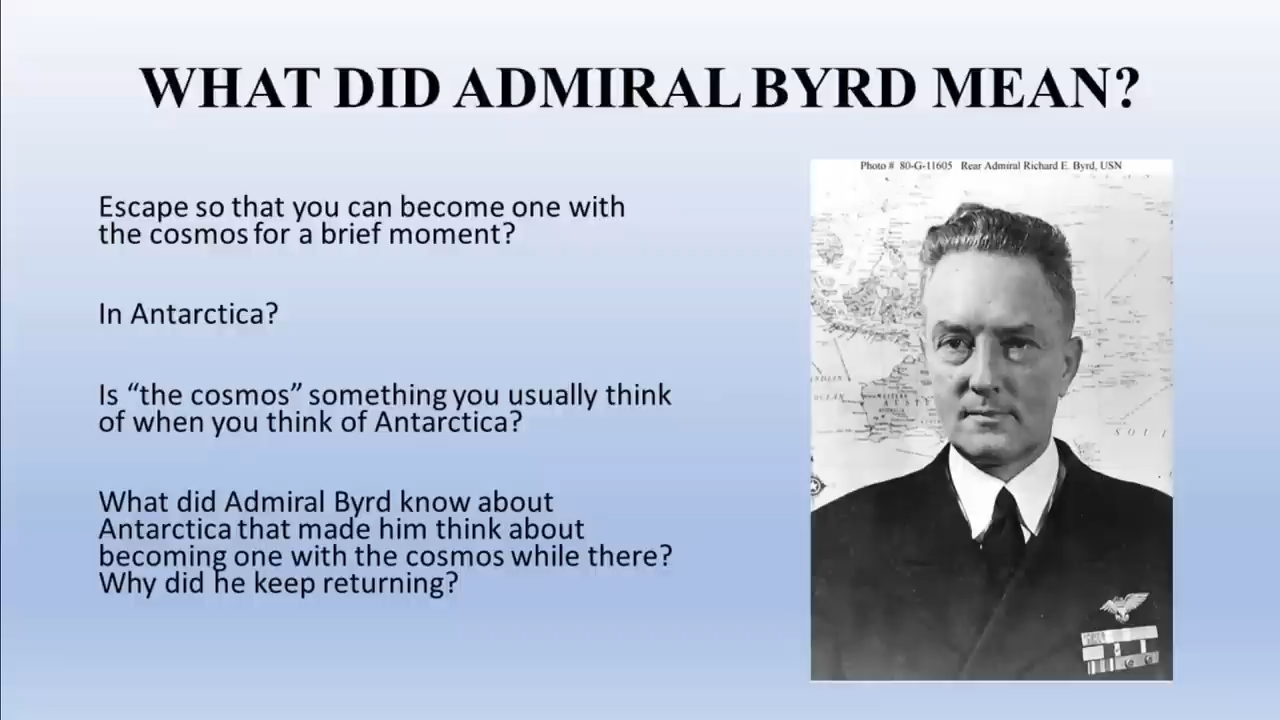 WHAT DID ADMIRAL BYRD MEAN?
Escape so that you can become one with
the cosmos for a brief moment?
In Antarctica?
Is “the cosmos” something you usually think
of when you think of Antarctica?
What did Admiral Byrd know about
Antarctica that made him think about
becoming one with the cosmos while there?
Why did he keep returning?
Photo # 80-G-11605 Rear Admiral Richard E. Byrd, USN